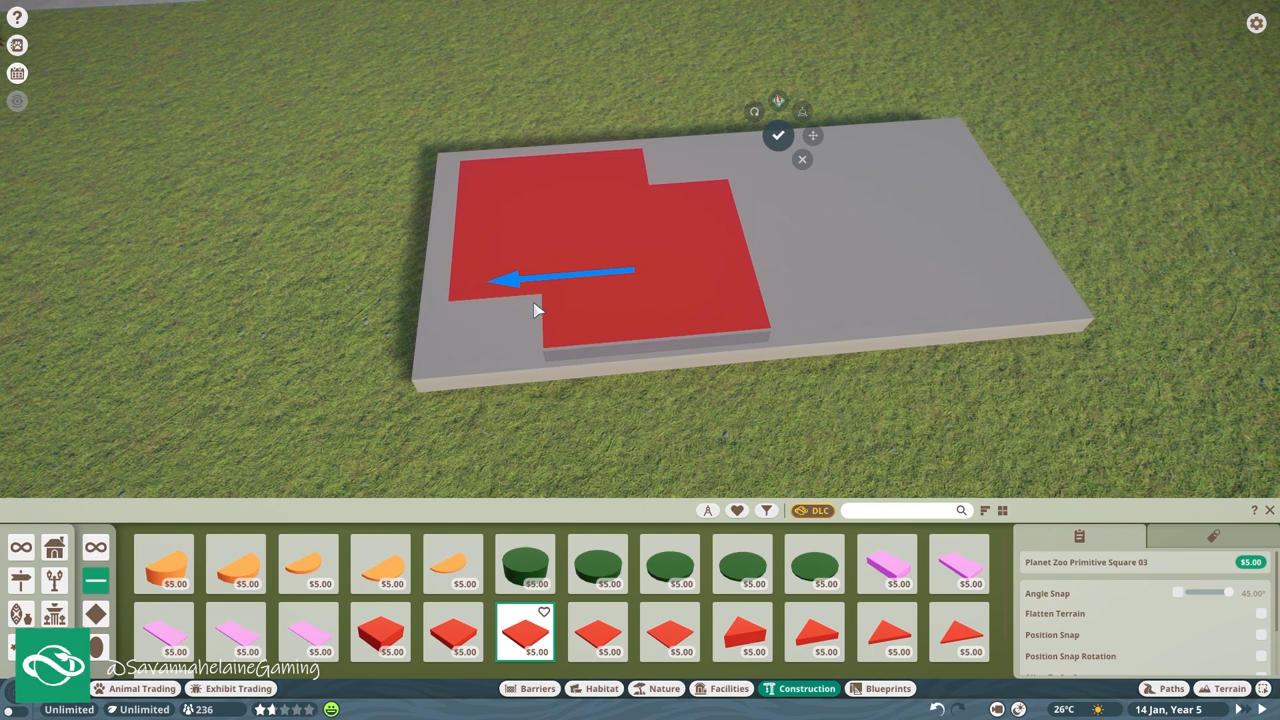 ?
DLC
?
$5.00 $5.00 $5.00 $5.00 $5.00 $5.00 $5.00 $5.00 $5.00 $5.00 $5.00 $5.00
$5.00 $5.00 $5.00 $5.00 $5.00 $5.00 $5.00 $5.00 $5.00 $5.00 $5.00 $5.00
Planet Zoo Primitive Square 03 $5.00
Angle Snap 45.00°
Flatten Terrain
Position Snap
Position Snap Rotation
@SavannahelaineGaming
Animal Trading Exhibit Trading Barriers Habitat Nature Facilities Construction Blueprints Paths Terrain
Unlimited Unlimited 236 26°C 14 Jan, Year 5